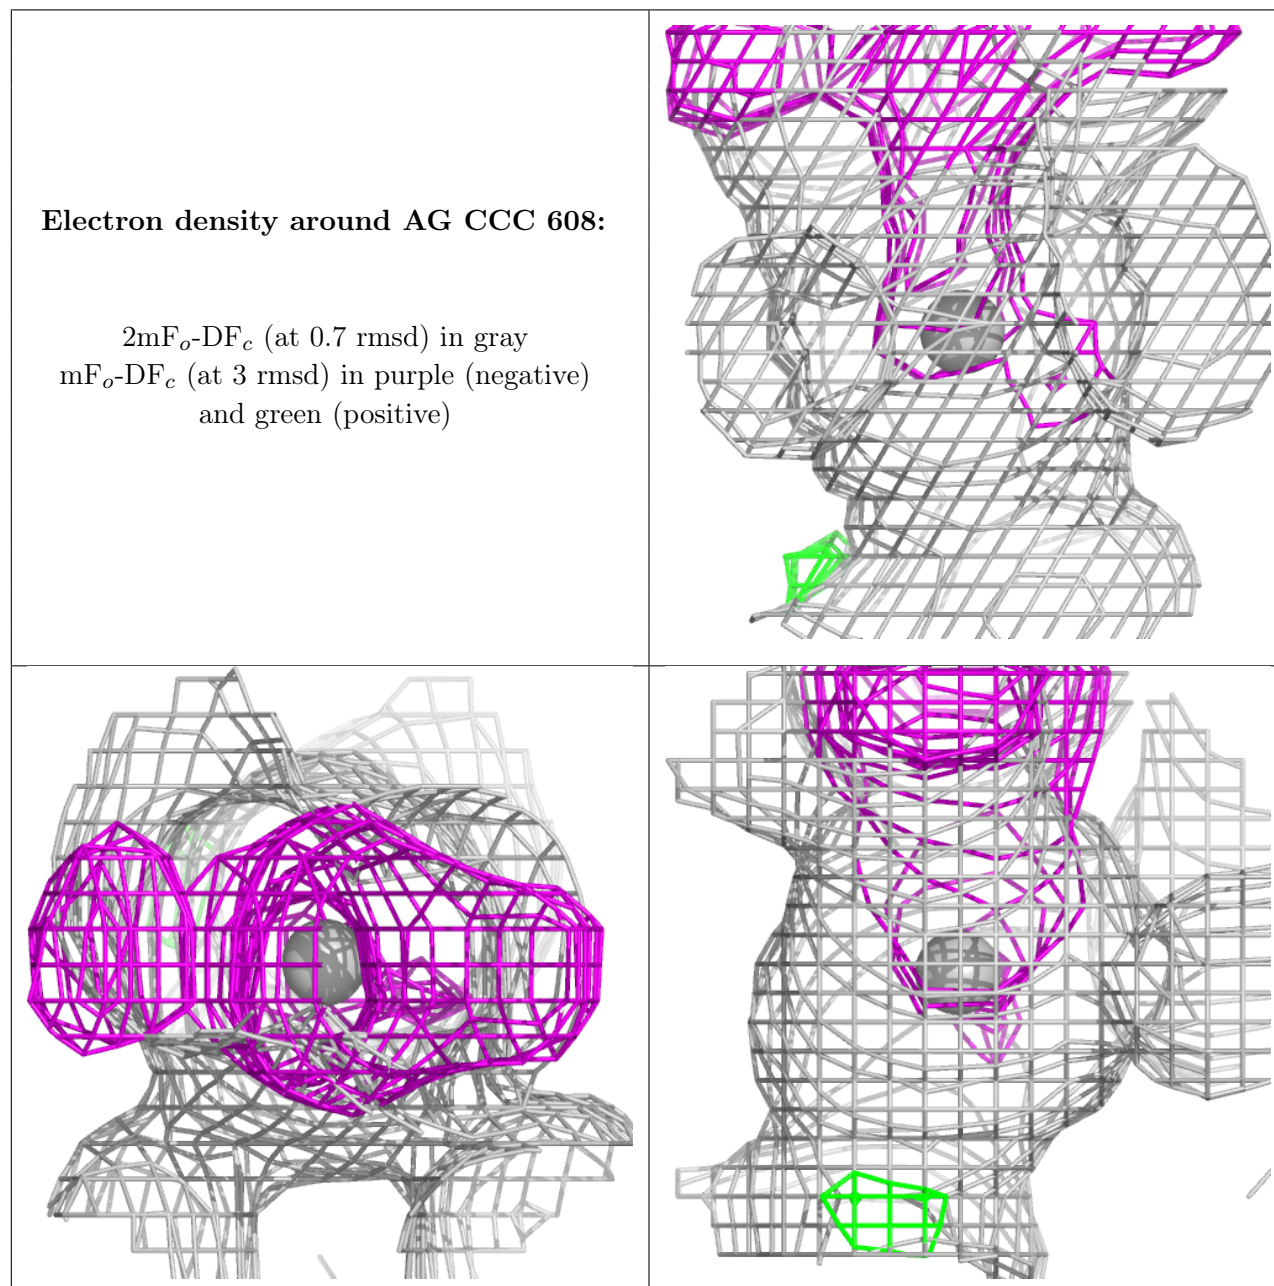 Electron density around AG CCC 608:
2mFo-DFc (at 0.7 rmsd) in gray
mFo-DFc (at 3 rmsd) in purple (negative)
and green (positive)